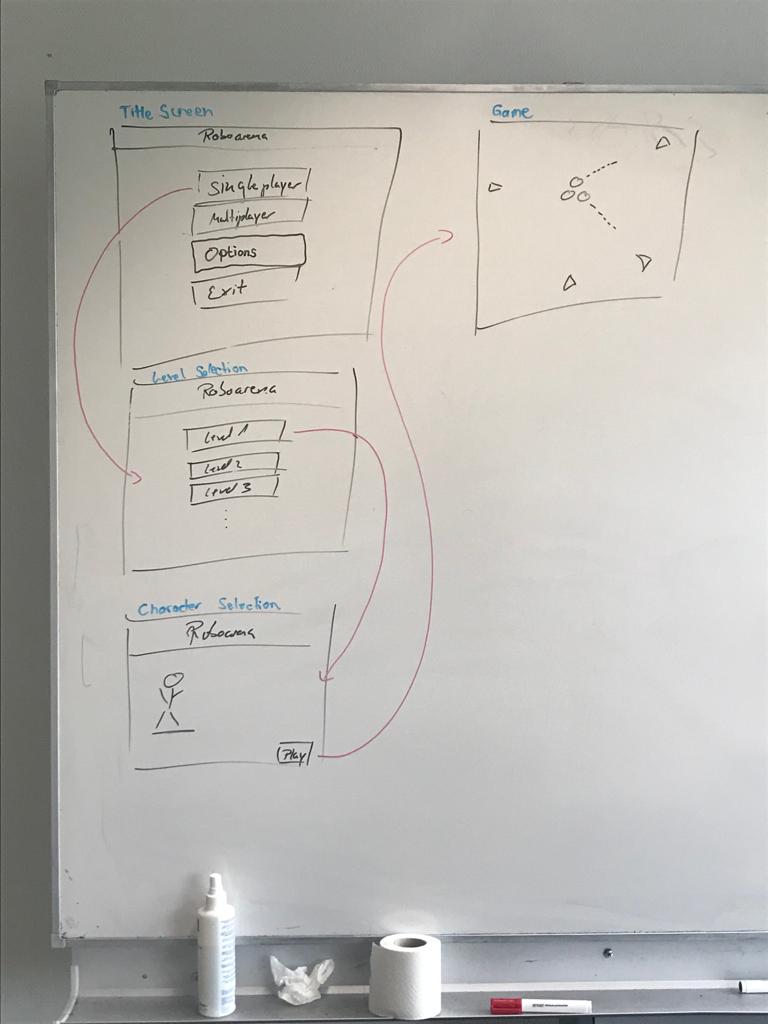 Title Screen
Roboarena
Singleplayer
Multiplayer
Options
Exit
Level Selection
Roboarena
Level 1
Level 2
Level 3
Character Selection
Roboarena
Play
Game